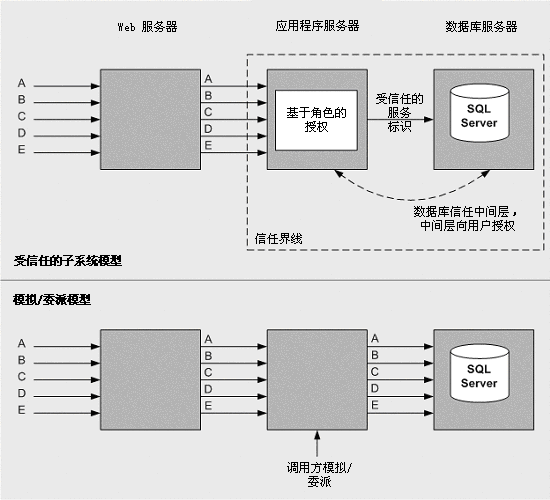 Web 服务器
应用程序服务器
数据库服务器
A
B
C
D
E
A
B
C
D
E
基于角色的
授权
受信任的
服务
标识
SQL
Server
数据库信任中间层，
中间层向用户授权
信任界线
受信任的子系统模型
模拟/委派模型
A
B
C
D
E
A
B
C
D
E
A
B
C
D
E
SQL
Server
调用方模拟/
委派